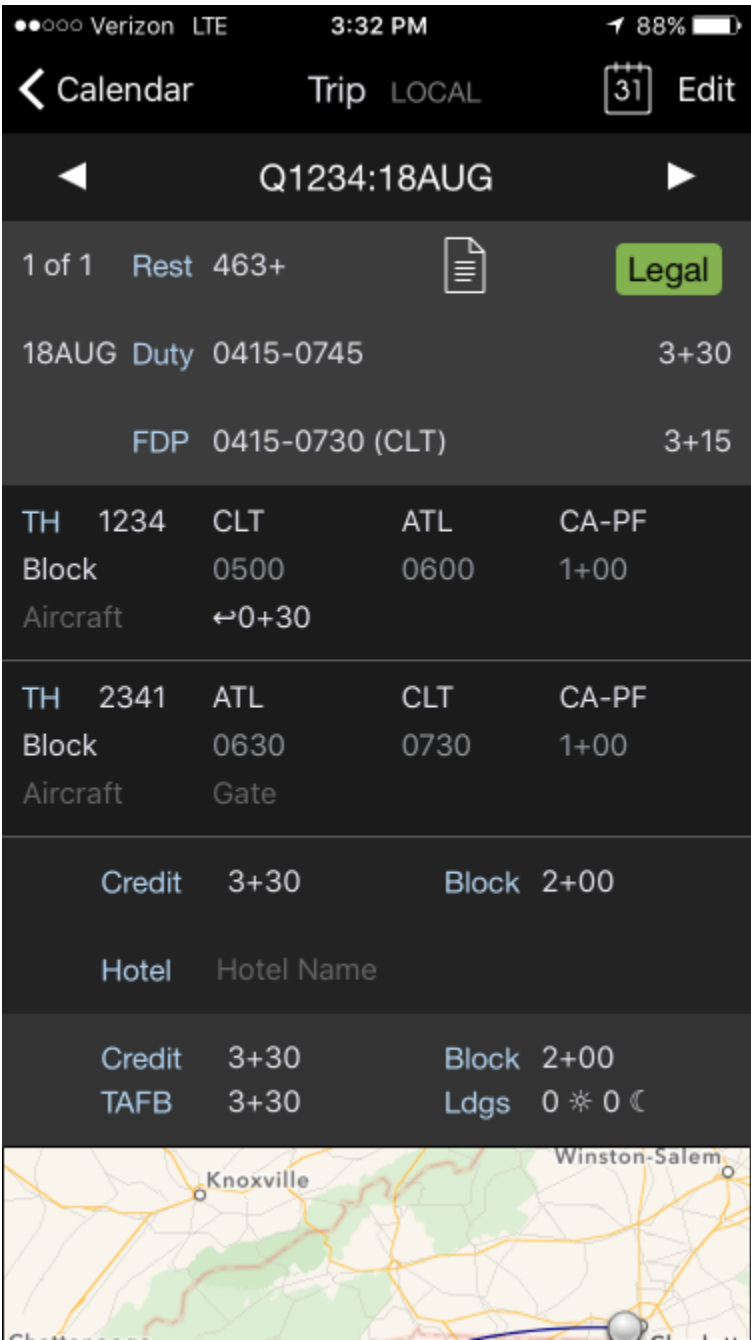 Verizon LTE 3:32 PM 88%
Calendar Trip LOCAL 31 Edit
Q1234:18AUG
1 of 1 Rest 463+ Legal
18AUG Duty 0415-0745 3+30
FDP 0415-0730 (CLT) 3+15
TH 1234 CLT ATL CA-PF
Block 0500 0600 1+00
Aircraft ↩0+30
TH 2341 ATL CLT CA-PF
Block 0630 0730 1+00
Aircraft Gate
Credit 3+30 Block 2+00
Hotel Hotel Name
Credit 3+30 Block 2+00
TAFB 3+30 Ldgs 0 ☼ 0 ☾
Winston-Salem
Knoxville